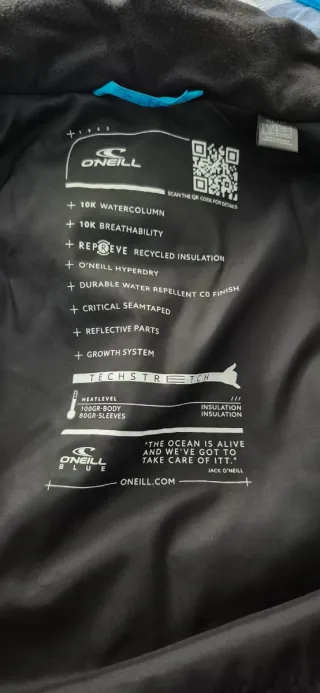 1952
O'NEILL
SCAN THE QR CODE FOR DETAILS
+ 10K WATERCOLUMN
+ 10K BREATHABILITY
+ REPREVE RECYCLED INSULATION
+ O'NEILL HYPERDRY
+ DURABLE WATER REPELLENT C0 FINISH
+ CRITICAL SEAMTAPED
+ REFLECTIVE PARTS
+ GROWTH SYSTEM
TECHSTRETCH
HEATLEVEL ///
100GR-BODY INSULATION
80GR-SLEEVES INSULATION
O'NEILL
BLUE
"THE OCEAN IS ALIVE
AND WE'VE GOT TO
TAKE CARE OF ITT."
JACK O'NEILL
ONEILL.COM